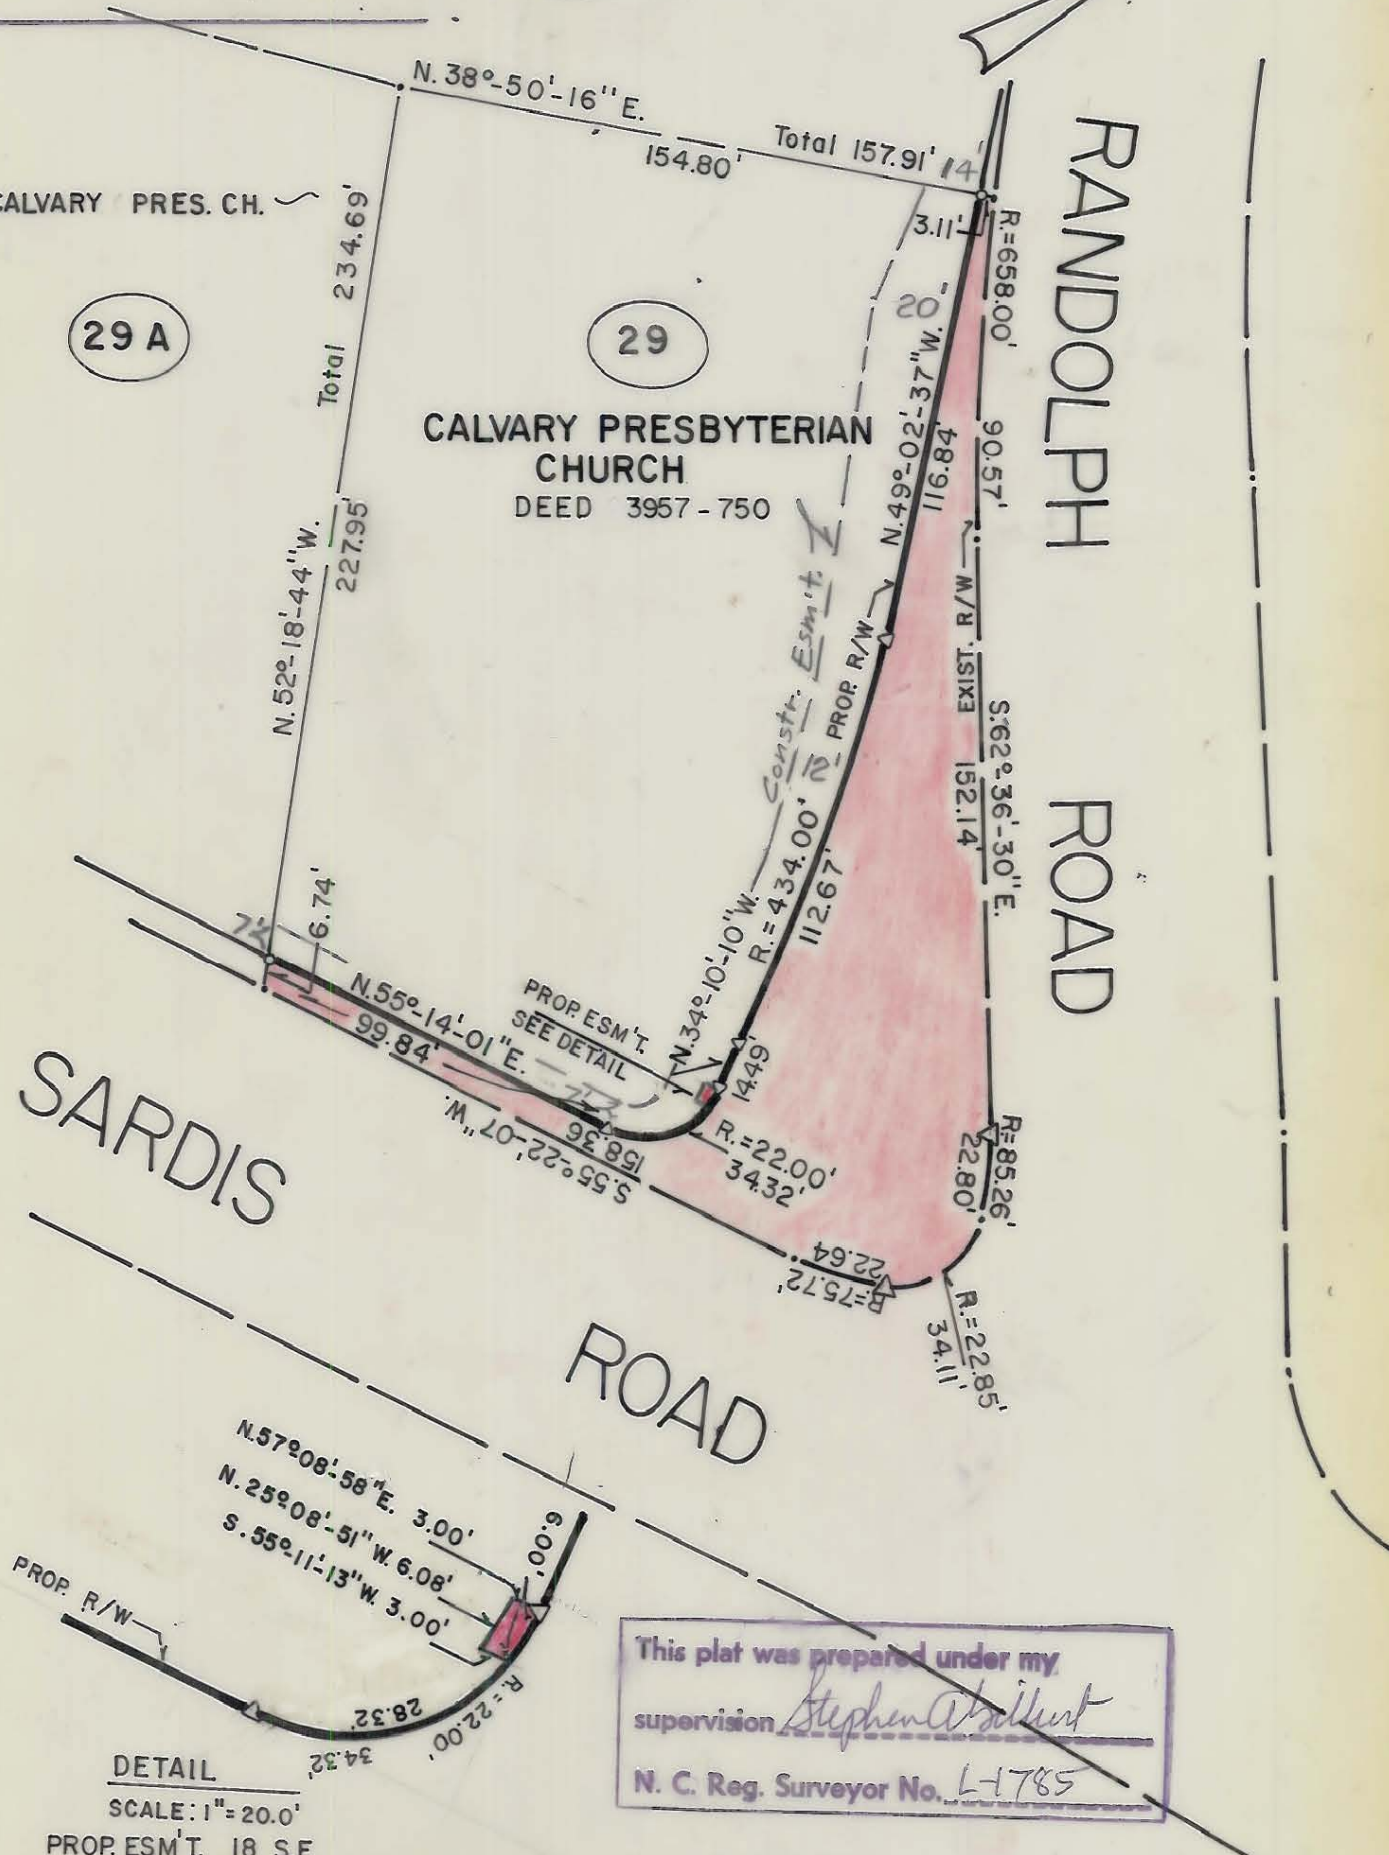 N. 38°-50'-16" E.
154.80'
Total 157.91'
14'
CALVARY PRES. CH.
Total 234.69'
3.11'
R.=658.00'
RANDOLPH
29 A
29
20'
CALVARY PRESBYTERIAN
CHURCH
DEED 3957-750
N. 49°-02'-37" W.
116.84'
90.57'
N. 52°-18'-44" W.
227.95'
Constr. Esm't.
PROP. R/W
EXIST. R/W
152.14'
S. 62°-36'-30" E.
ROAD
12'
R.=434.00'
112.67'
N. 34°-10'-10" W.
6.74'
7½
N. 55°-14'-01" E.
99.84'
PROP. ESM'T.
SEE DETAIL
14.49'
S. 55°-22'-07" W.
158.36
R.=22.00'
34.32'
R=85.26'
22.80'
SARDIS
22.64
R=75.72'
R.=22.85'
34.11'
ROAD
N. 57°08'-58" E. 3.00'
N. 25°08'-51" W. 6.08'
S. 55°-11'-13" W. 3.00'
6.00'
PROP. R/W
28.32'
34.32'
R.=22.00'
DETAIL
SCALE: 1"=20.0'
PROP. ESM'T. 18 S.F.
This plat was prepared under my
supervision Stephen A Gilbert
N. C. Reg. Surveyor No. L-1785